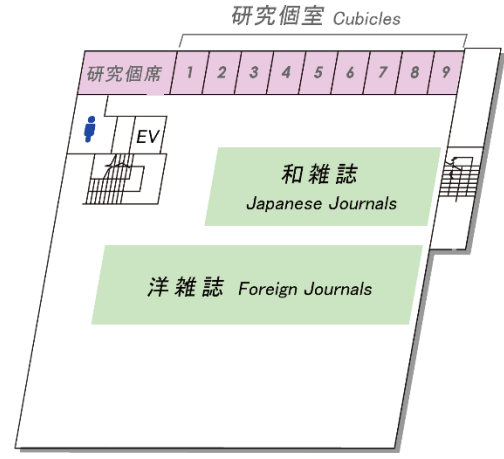 研究個室 Cubicles
研究個席 1 2 3 4 5 6 7 8 9
EV
和雑誌
Japanese Journals
洋雑誌 Foreign Journals